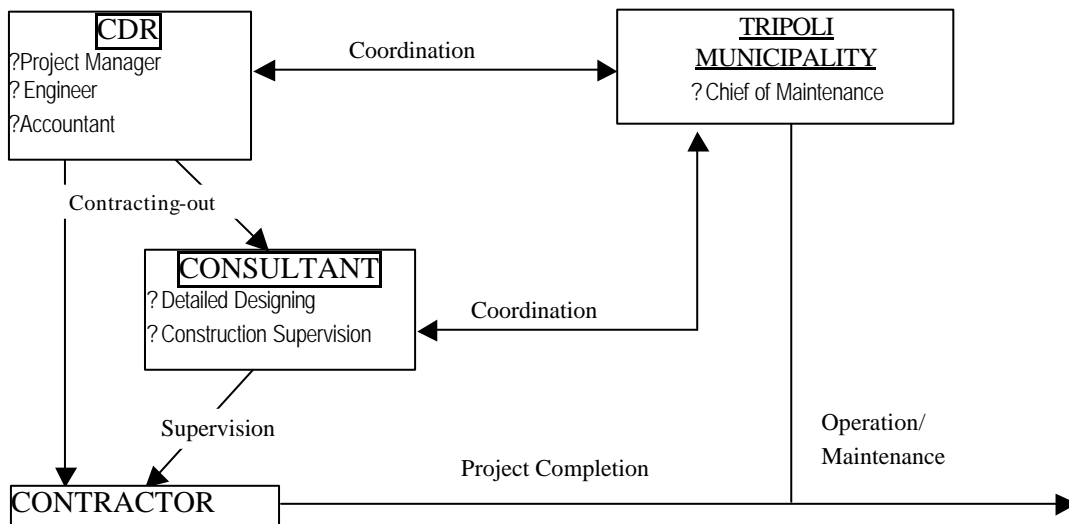 CDR
?Project Manager
? Engineer
?Accountant
Coordination
TRIPOLI
MUNICIPALITY
? Chief of Maintenance
Contracting-out
CONSULTANT
? Detailed Designing
? Construction Supervision
Coordination
Supervision
Operation/
Maintenance
Project Completion
CONTRACTOR